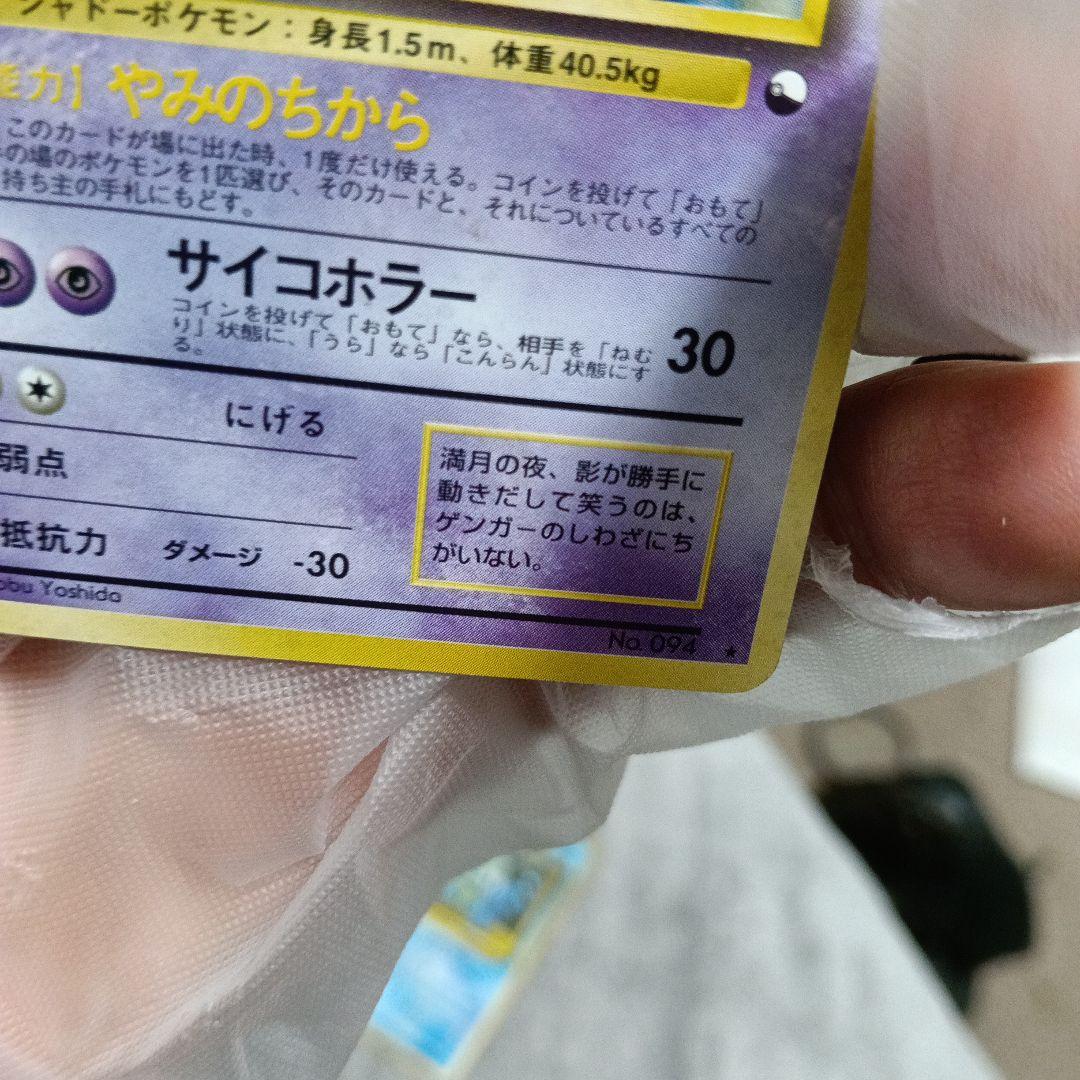 シャドーポケモン：身長1.5m、体重40.5kg
能力】 やみのちから
このカードが場に出た時、1度だけ使える。コインを投げて「おもて」
の場のポケモンを1匹選び、そのカードと、それについているすべての
持ち主の手札にもどす。
サイコホラー 30
コインを投げて「おもて」なら、相手を「ねむ
り」状態に、「うら」なら「こんらん」状態にす
る。
にげる
弱点
抵抗力 ダメージ -30
満月の夜、影が勝手に
動きだして笑うのは、
ゲンガーのしわざにち
がいない。
obu Yoshida
No. 094 ★